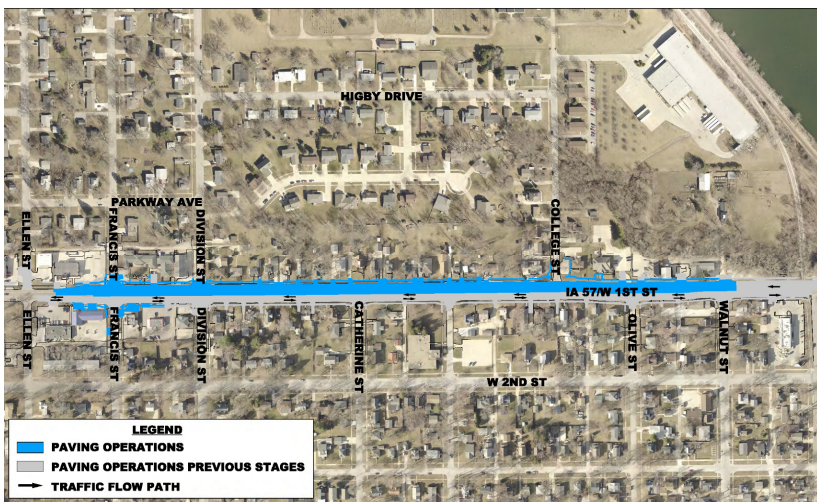 HIGBY DRIVE
PARKWAY AVE
ELLEN ST
FRANCIS ST
DIVISION ST
COLLEGE ST
IA 57/W 1ST ST
ELLEN ST
FRANCIS ST
DIVISION ST
CATHERINE ST
OLIVE ST
WALNUT ST
W 2ND ST
LEGEND
PAVING OPERATIONS
PAVING OPERATIONS PREVIOUS STAGES
TRAFFIC FLOW PATH